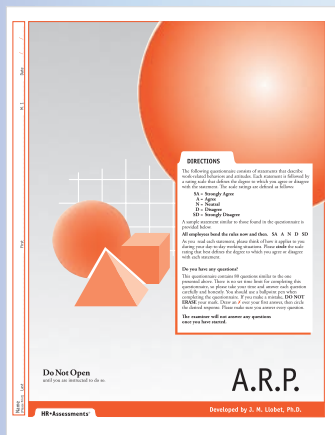 Name
(Please Print)
Last
First
M. I.
Date
DIRECTIONS
The following questionnaire consists of statements that describe
work-related behaviors and attitudes. Each statement is followed by
a rating scale that defines the degree to which you agree or disagree
with the statement. The scale ratings are defined as follows:
SA = Strongly Agree
A = Agree
N = Neutral
D = Disagree
SD = Strongly Disagree
A sample statement similar to those found in the questionnaire is
provided below.
All employees bend the rules now and then. SA A N D SD
As you read each statement, please think of how it applies to you
during your day-to-day working situations. Please circle the scale
rating that best defines the degree to which you agree or disagree
with each statement.
Do you have any questions?
This questionnaire contains 80 questions similar to the one
presented above. There is no set time limit for completing this
questionnaire, so please take your time and answer each question
carefully and honestly. You should use a ballpoint pen when
completing the questionnaire. If you make a mistake, DO NOT
ERASE your mark. Draw an X over your first answer, then circle
the desired response. Please make sure you answer every question.
The examiner will not answer any questions
once you have started.
Do Not Open
until you are instructed to do so.
A.R.P.
HR•Assessments®
Developed by J. M. Llobet, Ph.D.